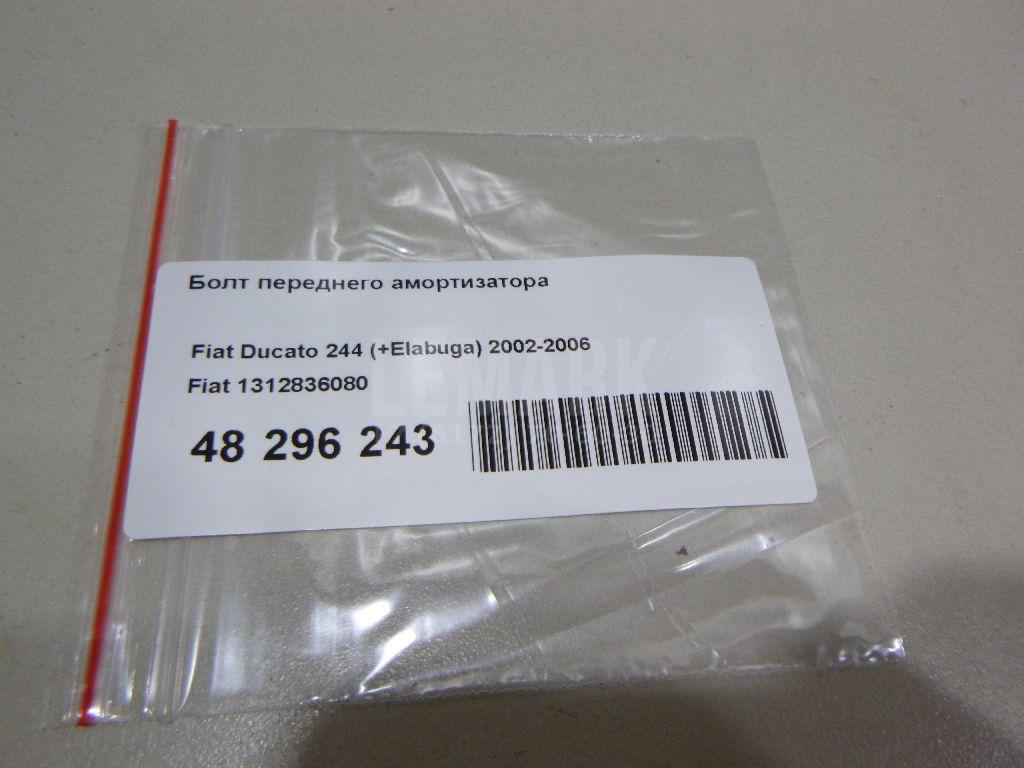 Болт переднего амортизатора
Fiat Ducato 244 (+Elabuga) 2002-2006
Fiat 1312836080
LEMARK
48 296 243